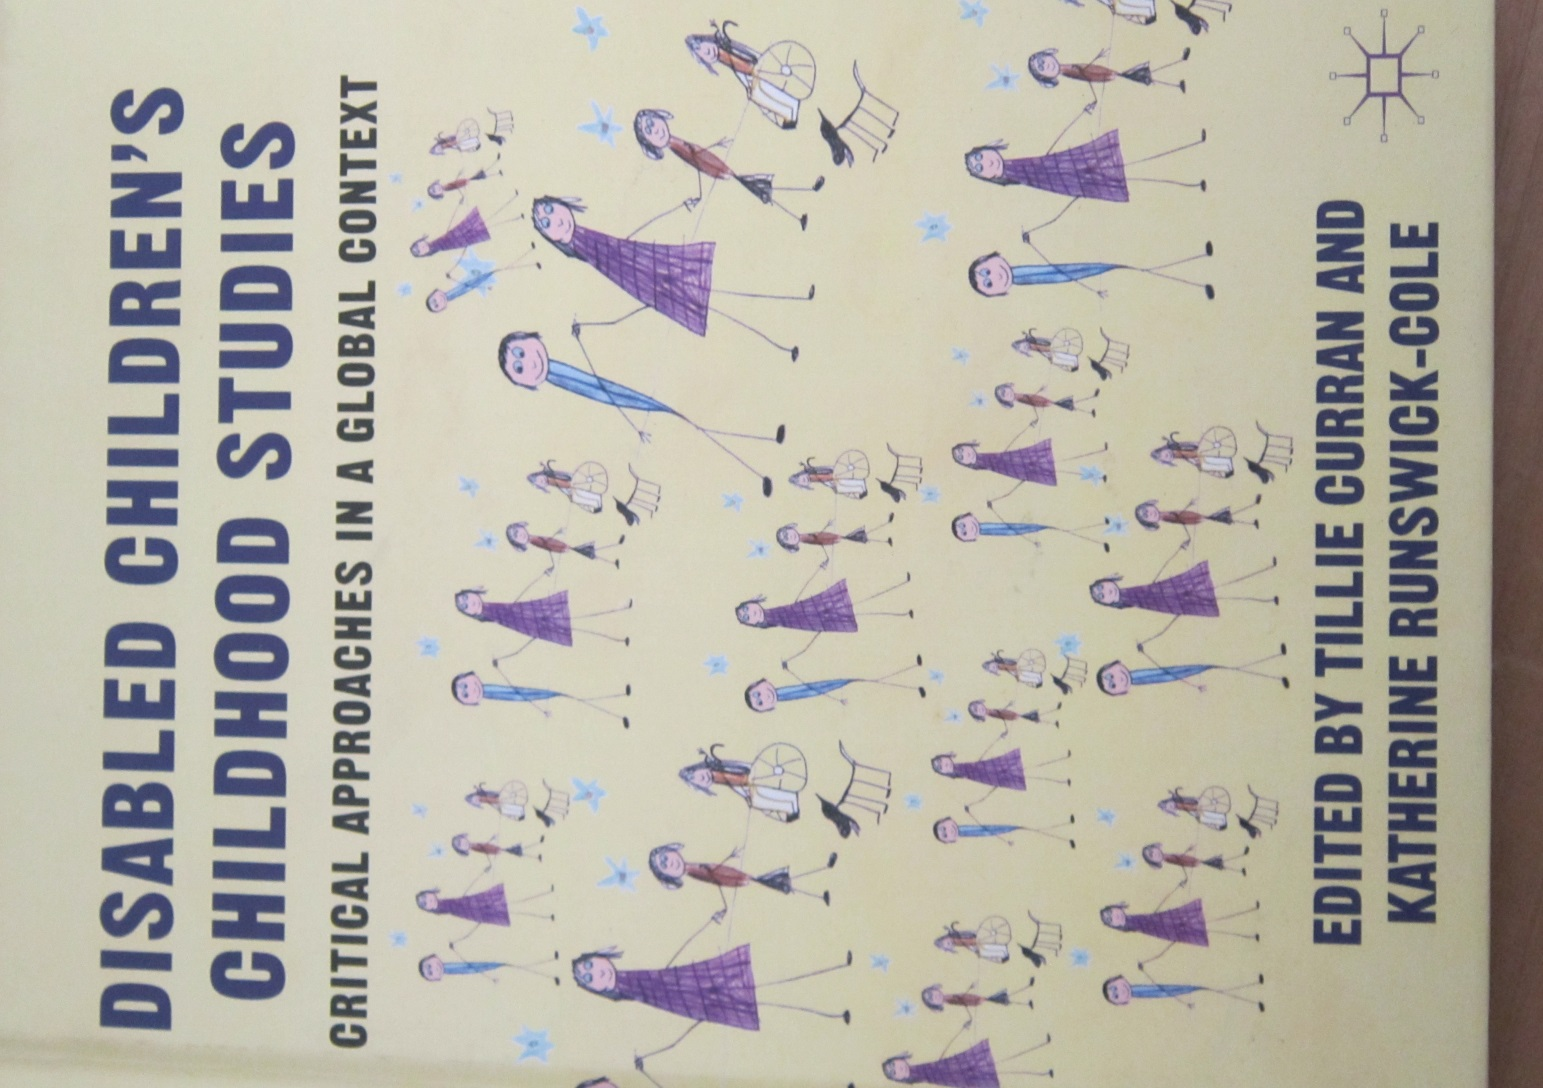 DISABLED CHILDREN'S
CHILDHOOD STUDIES
CRITICAL APPROACHES IN A GLOBAL CONTEXT
EDITED BY TILLIE CURRAN AND
KATHERINE RUNSWICK-COLE